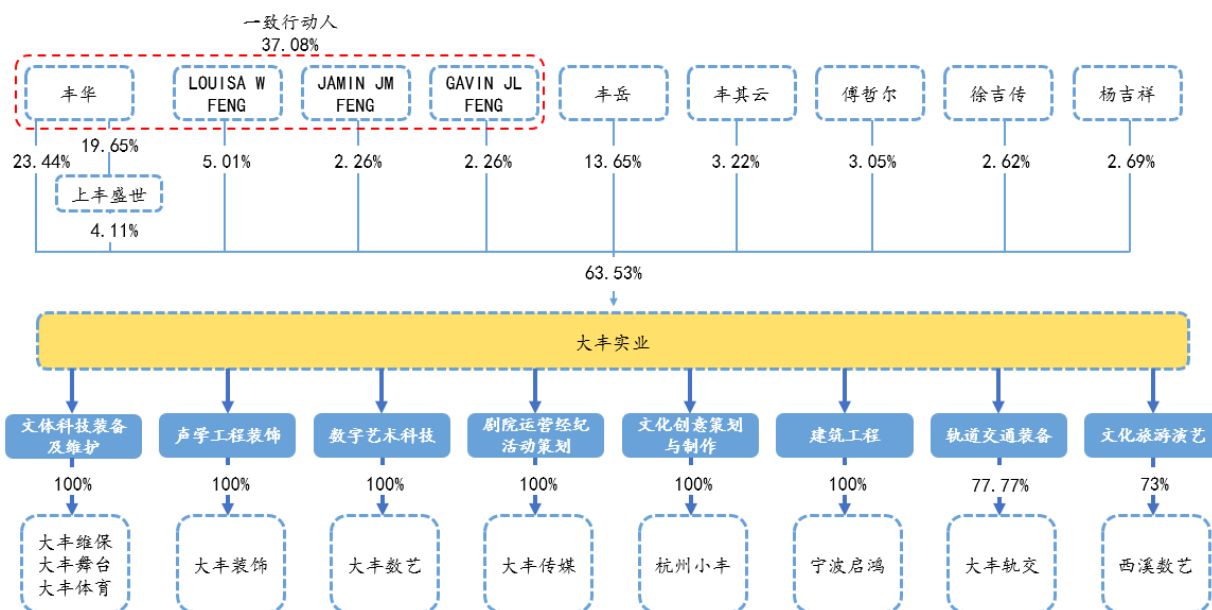 一致行动人
37.08%
丰华
LOUISA W
FENG
JAMIN JM
FENG
GAVIN JL
FENG
丰岳
丰其云
傅哲尔
徐吉传
杨吉祥
23.44%
19.65%
5.01%
2.26%
2.26%
13.65%
3.22%
3.05%
2.62%
2.69%
上丰盛世
4.11%
63.53%
大丰实业
文体科技装备
及维护
声学工程装饰
数字艺术科技
剧院运营经纪
活动策划
文化创意策划
与制作
建筑工程
轨道交通装备
文化旅游演艺
100%
100%
100%
100%
100%
100%
77.77%
73%
大丰维保
大丰舞台
大丰体育
大丰装饰
大丰数艺
大丰传媒
杭州小丰
宁波启鸿
大丰轨交
西溪数艺